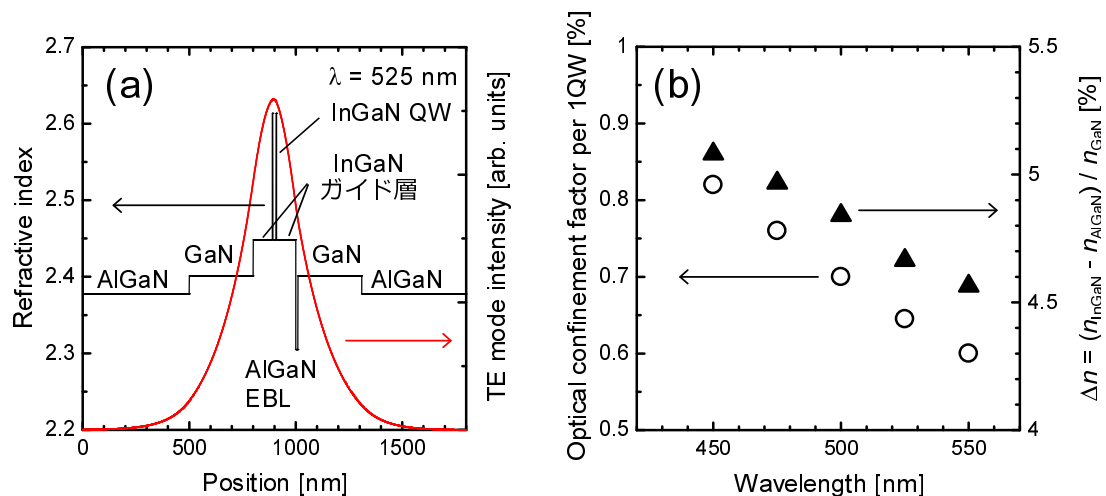 (a)
λ = 525 nm
InGaN QW
InGaN
ガイド層
GaN
GaN
AlGaN
AlGaN
AlGaN
EBL
2.7
2.6
2.5
2.4
2.3
2.2
0
500
1000
1500
Refractive index
Position [nm]
TE mode intensity [arb. units]
(b)
1
0.9
0.8
0.7
0.6
0.5
450
500
550
5.5
5
4.5
4
Optical confinement factor per 1QW [%]
Wavelength [nm]
Δn = (nInGaN - nAlGaN) / nGaN [%]